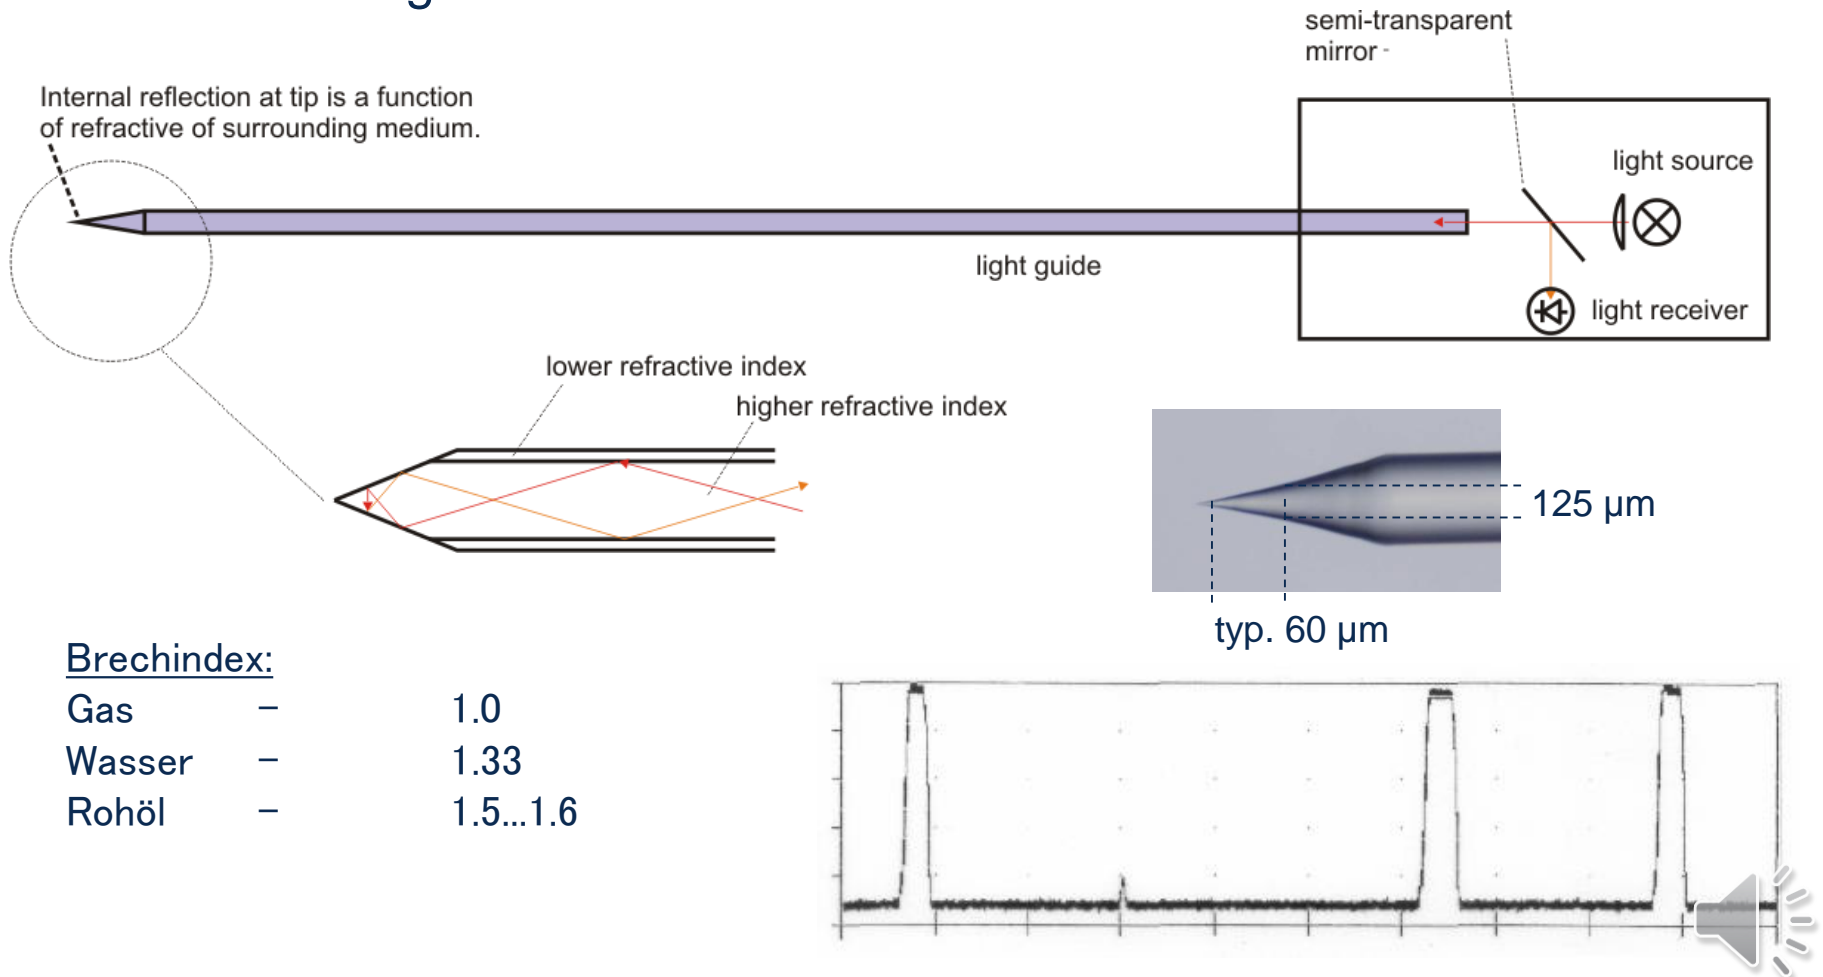 semi-transparent
mirror -
Internal reflection at tip is a function
of refractive of surrounding medium.
light source
light guide
light receiver
lower refractive index
higher refractive index
125 µm
typ. 60 µm
Brechindex:
Gas – 1.0
Wasser – 1.33
Rohöl – 1.5...1.6